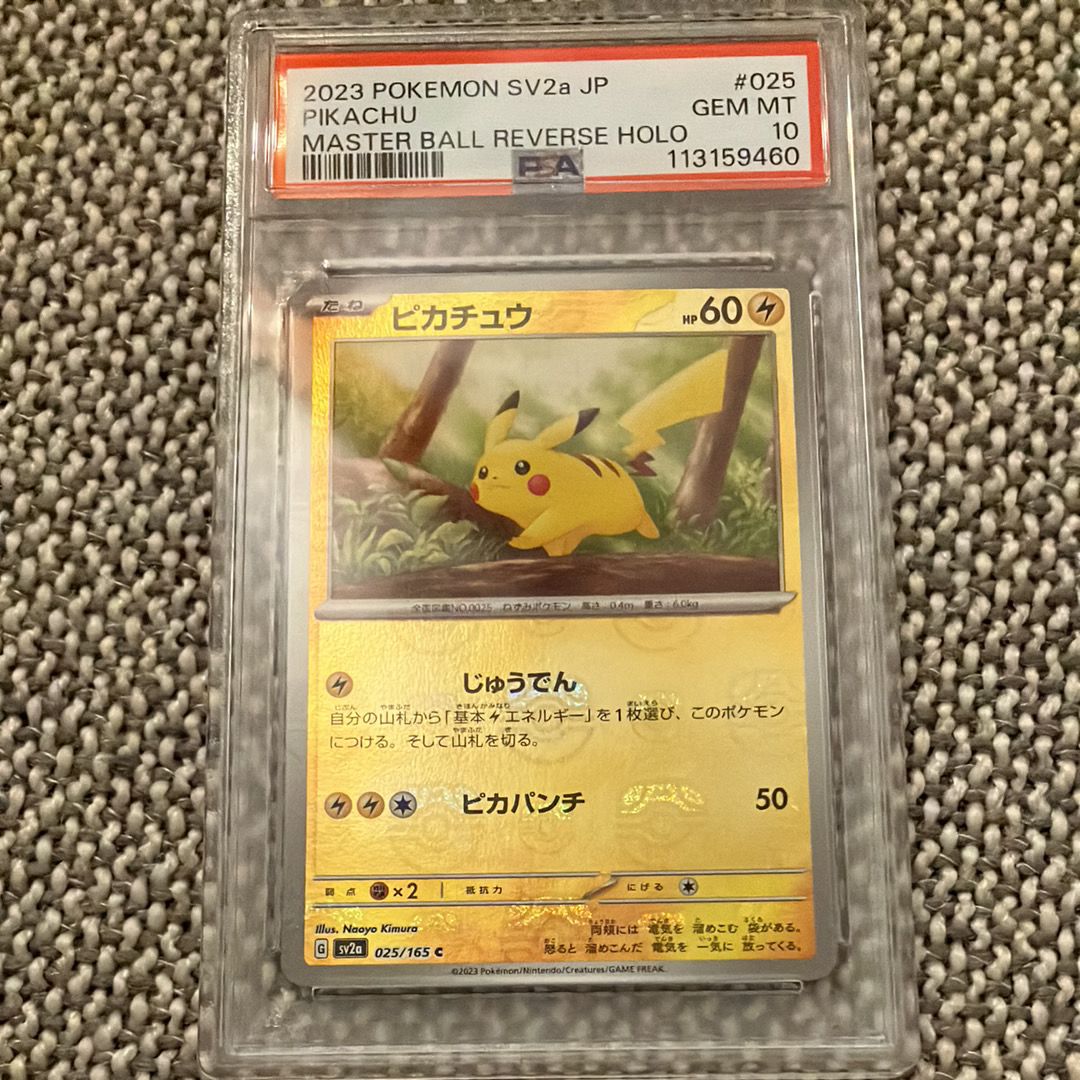 2023 POKEMON SV2a JP #025
PIKACHU GEM MT
MASTER BALL REVERSE HOLO 10
PSA 113159460
たね ピカチュウ HP60
全国図鑑NO.0025 ねずみポケモン 高さ:0.4m 重さ:6.0kg
じゅうでん
自分の山札から「基本エネルギー」を1枚選び、このポケモン
につける。そして山札を切る。
ピカパンチ 50
弱点 ×2 抵抗力 にげる
Illus. Naoyo Kimura
両頬には 電気を 溜めこむ 袋がある。
G sv2a 025/165 C
怒ると 溜めこんだ 電気を 一気に 放ってくる。
©2023 Pokémon/Nintendo/Creatures/GAME FREAK.